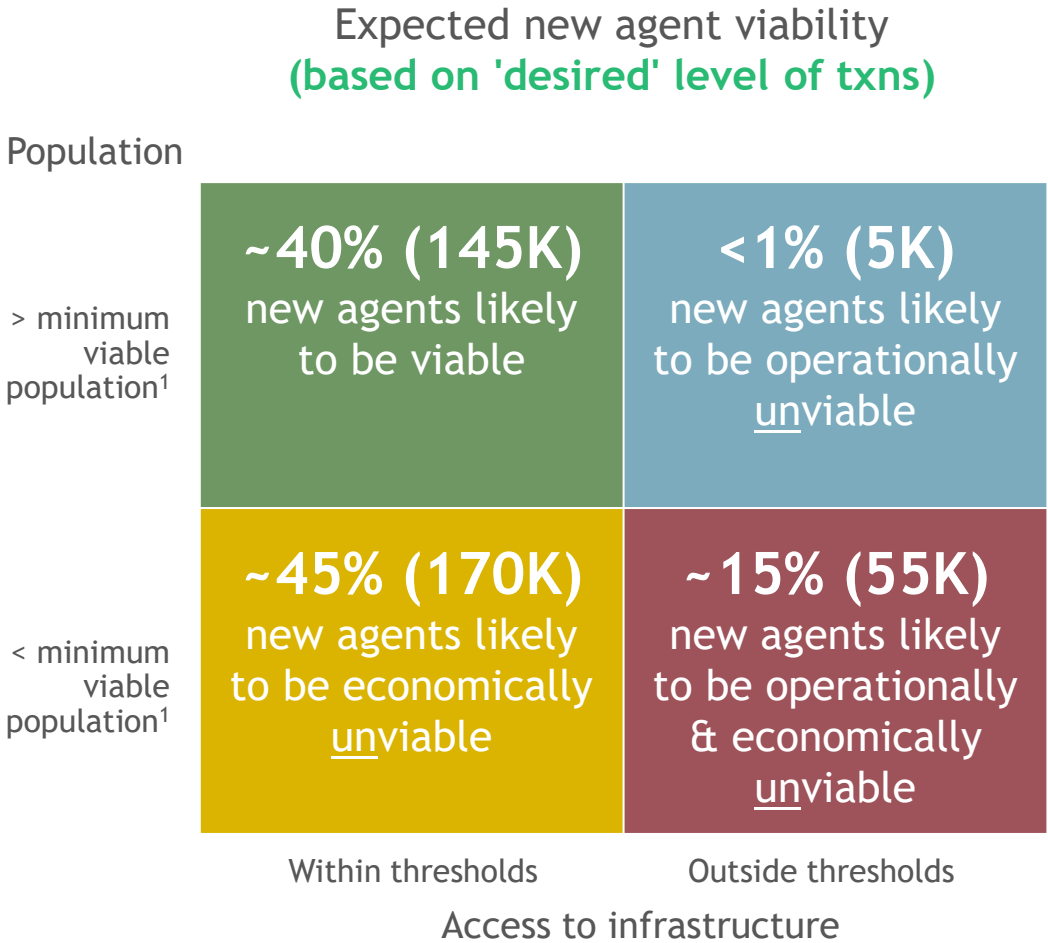 Expected new agent viability
(based on 'desired' level of txns)
Population
> minimum
viable
population¹
~40% (145K)
new agents likely
to be viable
<1% (5K)
new agents likely
to be operationally
unviable
< minimum
viable
population¹
~45% (170K)
new agents likely
to be economically
unviable
~15% (55K)
new agents likely
to be operationally
& economically
unviable
Within thresholds
Outside thresholds
Access to infrastructure